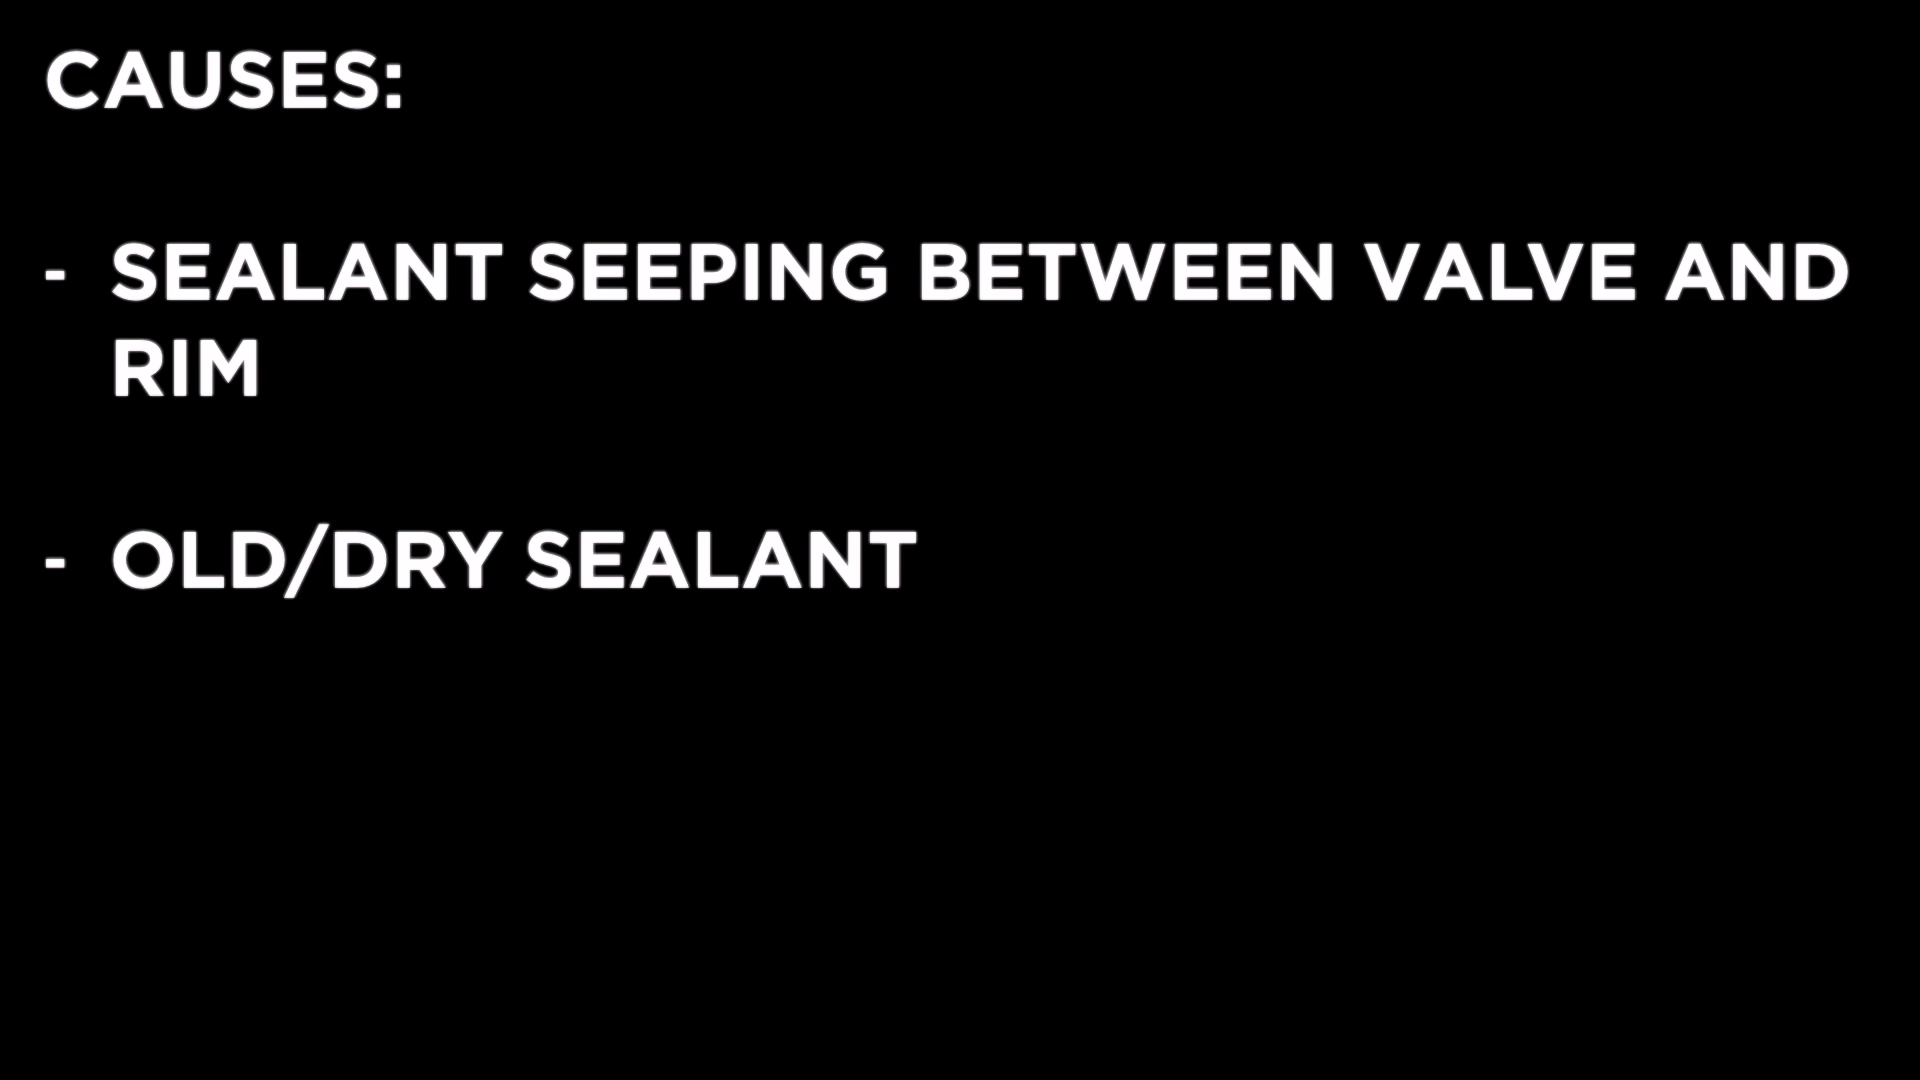 CAUSES:
- SEALANT SEEPING BETWEEN VALVE AND
RIM
- OLD/DRY SEALANT